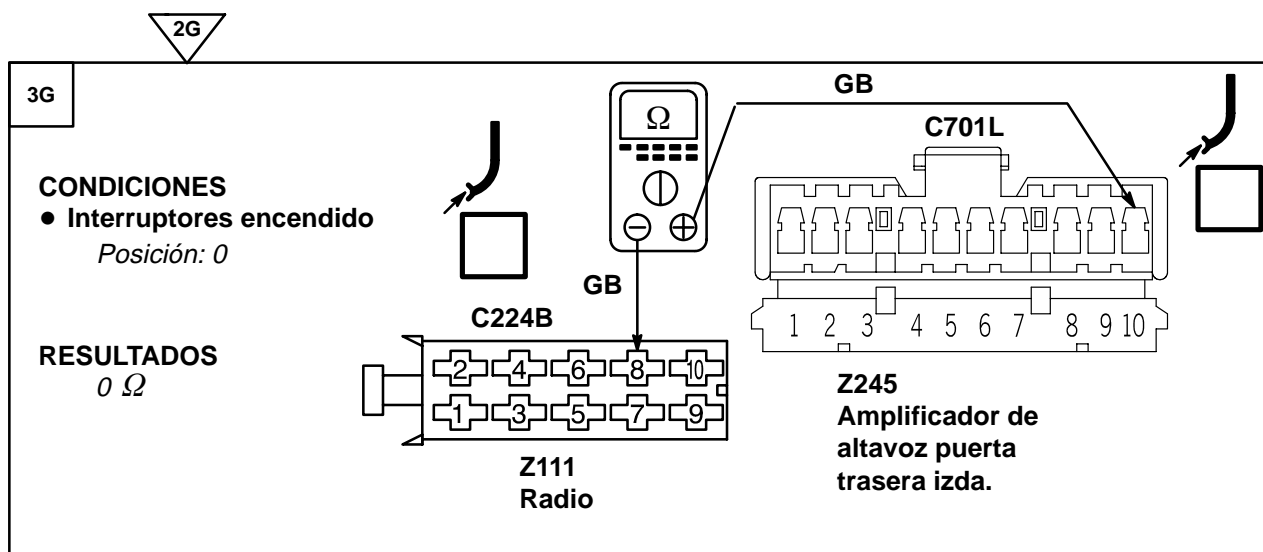 2G
3G
CONDICIONES
● Interruptores encendido
Posición: 0
RESULTADOS
0 Ω
Ω
GB
GB
C701L
1 2 3 4 5 6 7 8 9 10
Z245
Amplificador de
altavoz puerta
trasera izda.
C224B
2 4 6 8 10
1 3 5 7 9
Z111
Radio